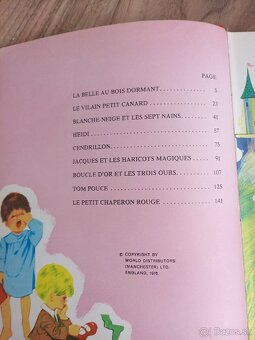 PAGE
LA BELLE AU BOIS DORMANT 5
LE VILAIN PETIT CANARD 23
BLANCHE-NEIGE ET LES SEPT NAINS 41
HEIDI 57
CENDRILLON 75
JACQUES ET LES HARICOTS MAGIQUES 91
BOUCLE D'OR ET LES TROIS OURS 107
TOM POUCE 125
LE PETIT CHAPERON ROUGE 141
© COPYRIGHT BY
WORLD DISTRIBUTORS
(MANCHESTER) LTD.
ENGLAND,